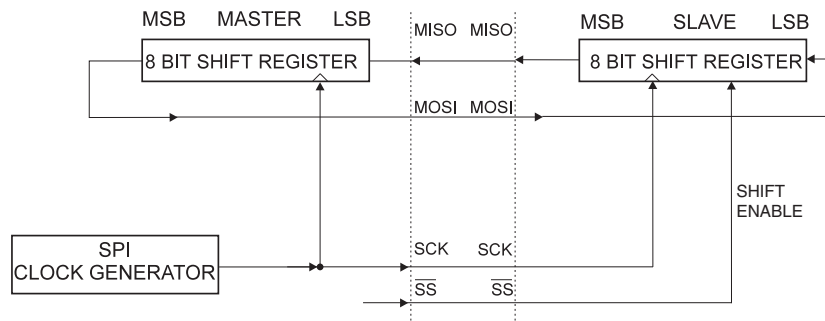 MSB MASTER LSB
MISO MISO
MSB SLAVE LSB
8 BIT SHIFT REGISTER
8 BIT SHIFT REGISTER
MOSI MOSI
SHIFT
ENABLE
SPI
CLOCK GENERATOR
SCK SCK
SS SS